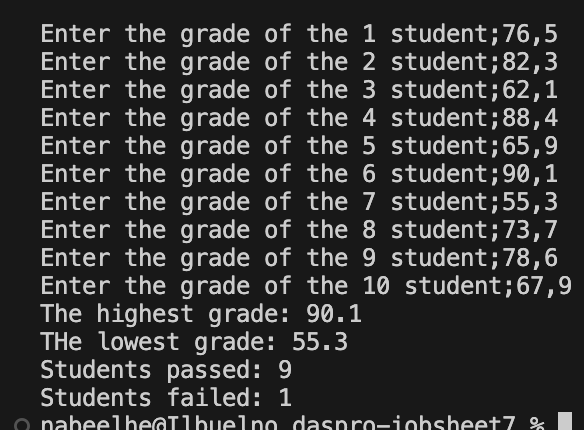 Enter the grade of the 1 student;76,5
Enter the grade of the 2 student;82,3
Enter the grade of the 3 student;62,1
Enter the grade of the 4 student;88,4
Enter the grade of the 5 student;65,9
Enter the grade of the 6 student;90,1
Enter the grade of the 7 student;55,3
Enter the grade of the 8 student;73,7
Enter the grade of the 9 student;78,6
Enter the grade of the 10 student;67,9
The highest grade: 90.1
THe lowest grade: 55.3
Students passed: 9
Students failed: 1
nabeelhe@Ilbuelno daspro-jobsheet7 %